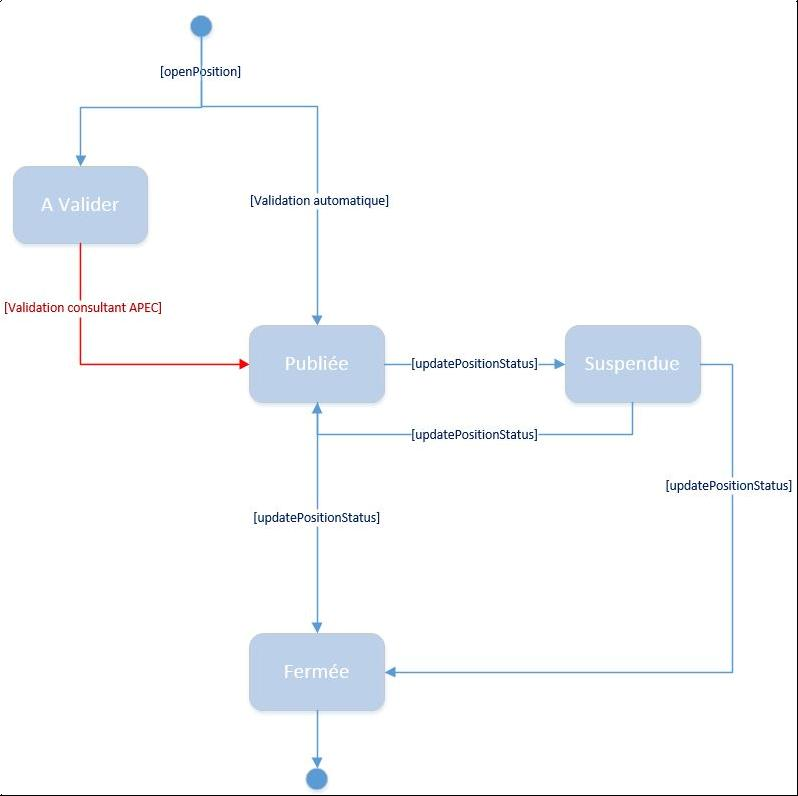 [openPosition]
A Valider
[Validation automatique]
[Validation consultant APEC]
Publiée
[updatePositionStatus]
Suspendue
[updatePositionStatus]
[updatePositionStatus]
[updatePositionStatus]
Fermée